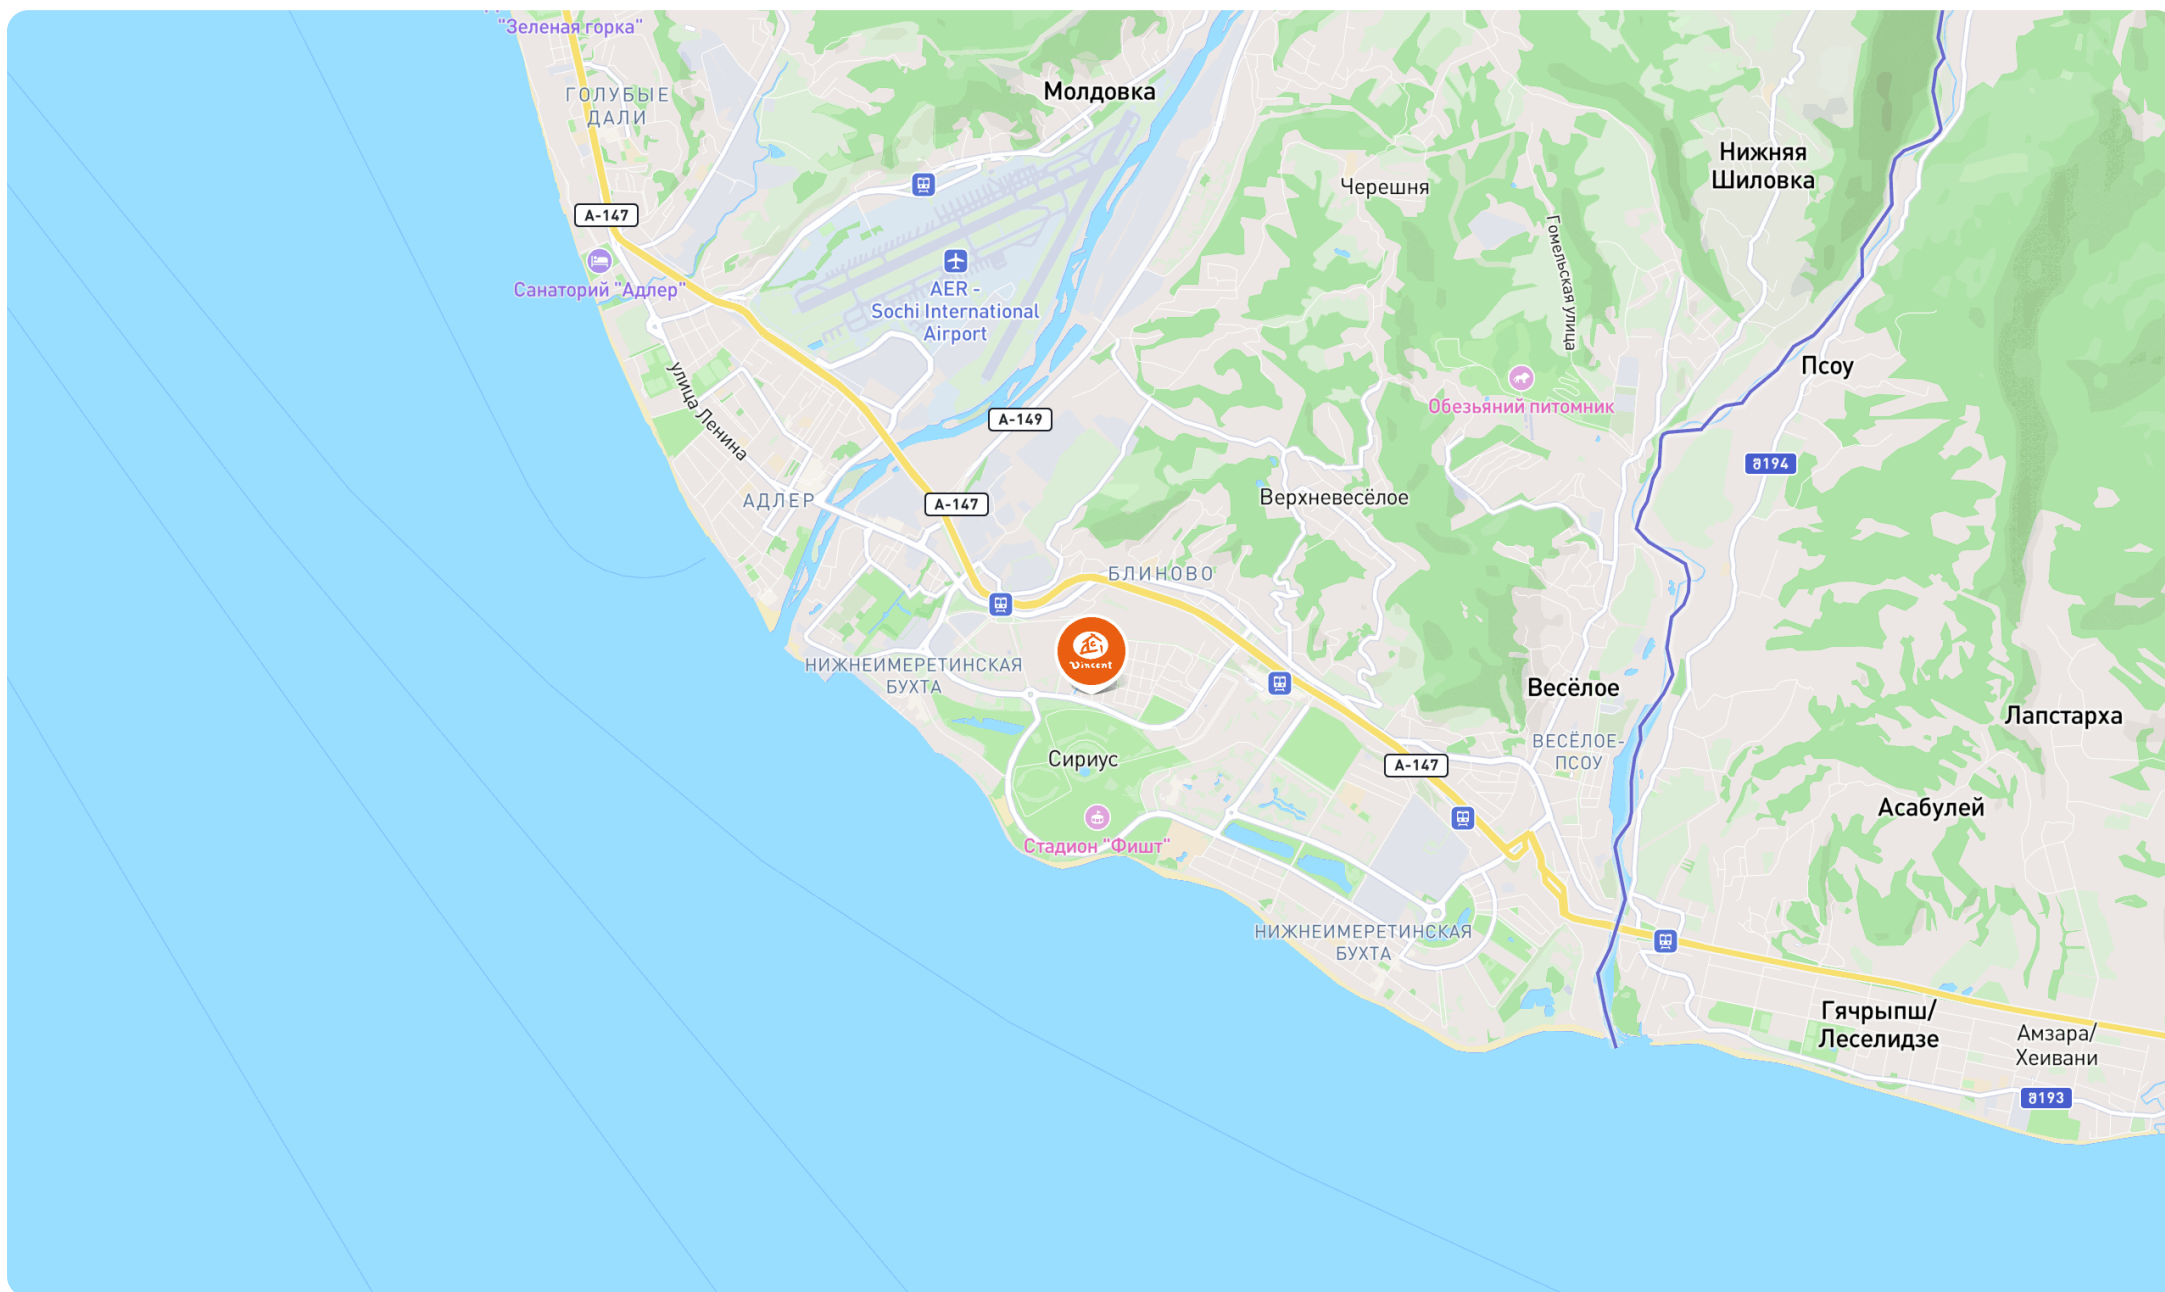 "Зеленая горка"
ГОЛУБЫЕ
ДАЛИ
Молдовка
Нижняя
Шиловка
Черешня
А-147
Гомельская улица
Санаторий "Адлер"
AER -
Sochi International
Airport
Псоу
улица Ленина
Обезьяний питомник
А-149
შ194
АДЛЕР
А-147
Верхневесёлое
БЛИНОВО
Vincent
НИЖНЕИМЕРЕТИНСКАЯ
БУХТА
Весёлое
Лапстарха
ВЕСЁЛОЕ-
ПСОУ
Сириус
А-147
Асабулей
Стадион "Фишт"
НИЖНЕИМЕРЕТИНСКАЯ
БУХТА
Гячрыпш/
Леселидзе
Амзара/
Хеивани
შ193